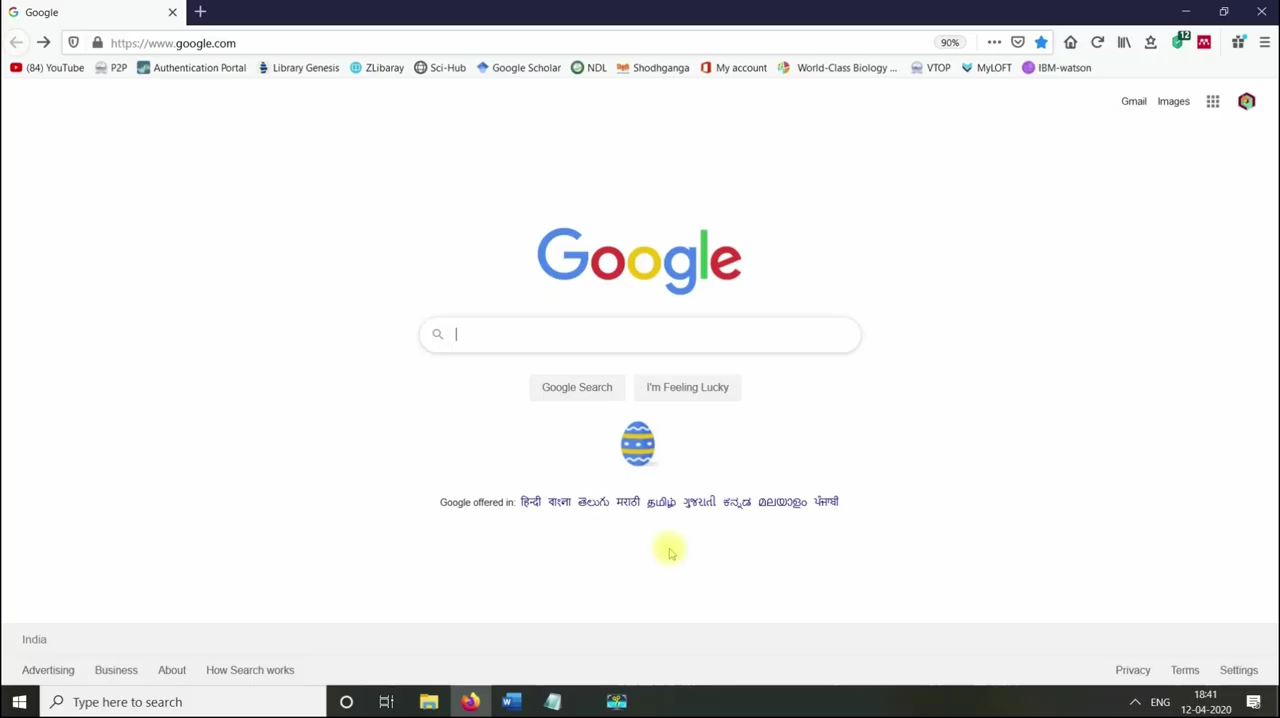 Google
https://www.google.com
90%
12
(84) YouTube P2P Authentication Portal Library Genesis ZLibaray Sci-Hub Google Scholar NDL Shodhganga My account World-Class Biology ... VTOP MyLOFT IBM-watson
Gmail Images
Google
Google Search I'm Feeling Lucky
Google offered in: हिन्दी বাংলা తెలుగు मराठी தமிழ் ગુજરાતી ಕನ್ನಡ മലയാളം ਪੰਜਾਬੀ
India
Advertising Business About How Search works Privacy Terms Settings
Type here to search
ENG
18:41
12-04-2020